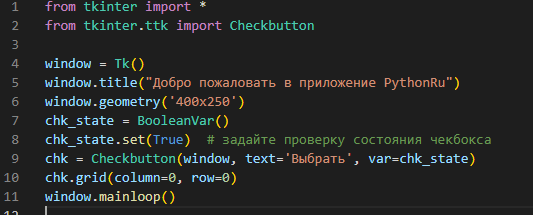 1 from tkinter import *
2 from tkinter.ttk import Checkbutton
3
4 window = Tk()
5 window.title("Добро пожаловать в приложение PythonRu")
6 window.geometry('400x250')
7 chk_state = BooleanVar()
8 chk_state.set(True)  # задайте проверку состояния чекбокса
9 chk = Checkbutton(window, text='Выбрать', var=chk_state)
10 chk.grid(column=0, row=0)
11 window.mainloop()
12